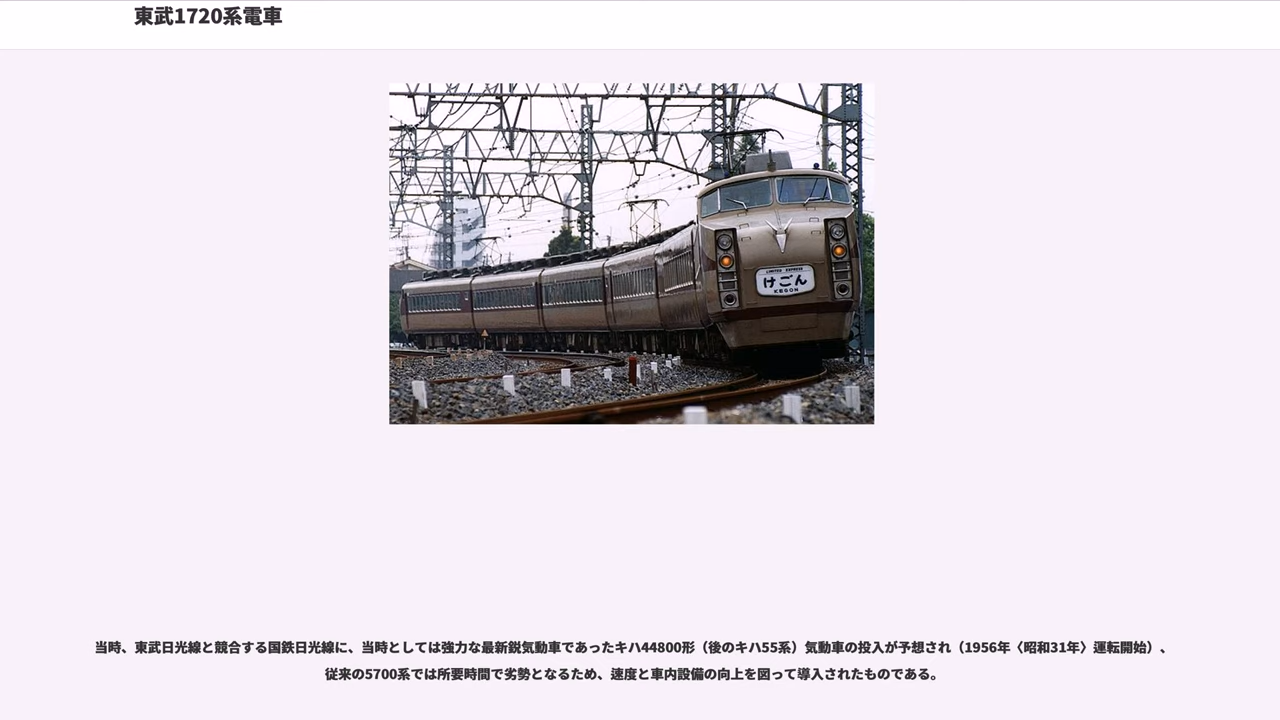 東武1720系電車
LIMITED EXPRESS
けごん
KEGON
当時、東武日光線と競合する国鉄日光線に、当時としては強力な最新鋭気動車であったキハ44800形（後のキハ55系）気動車の投入が予想され（1956年〈昭和31年〉運転開始）、
従来の5700系では所要時間で劣勢となるため、速度と車内設備の向上を図って導入されたものである。